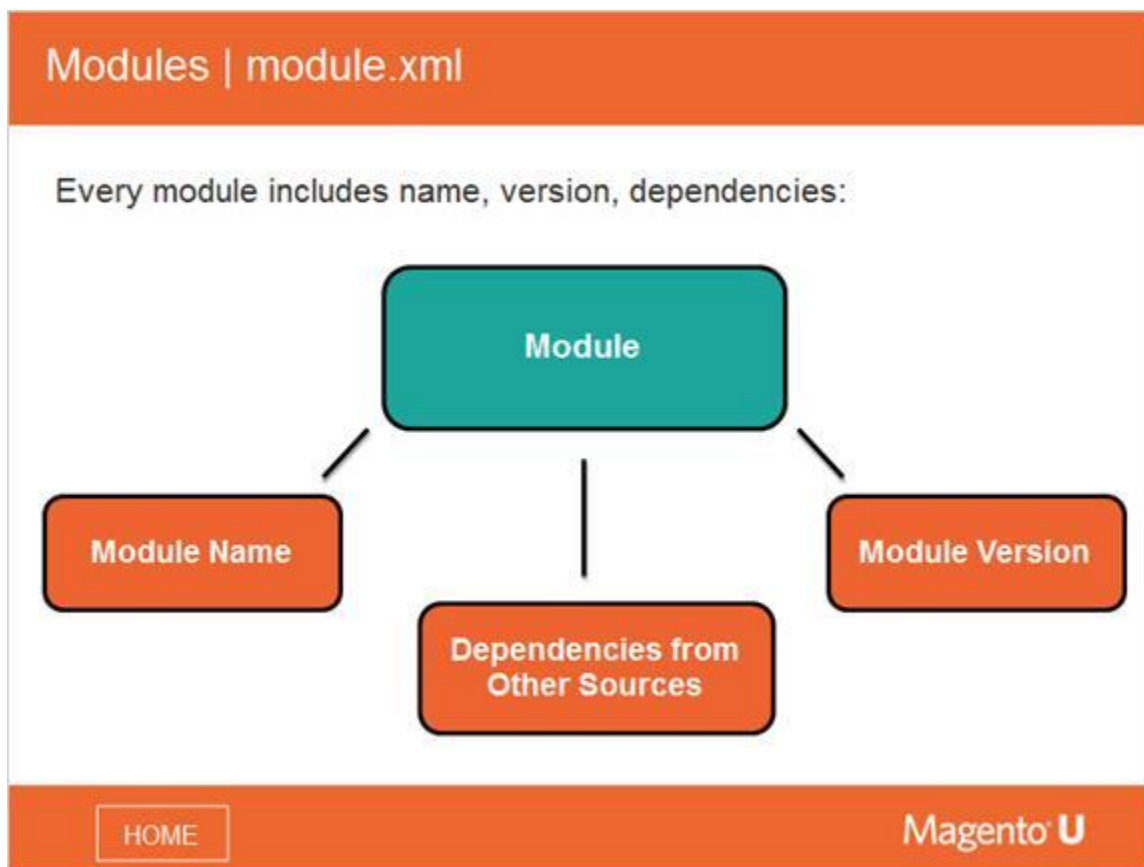 Modules | module.xml
Every module includes name, version, dependencies:
Module
Module Name
Module Version
Dependencies from
Other Sources
HOME
Magento U